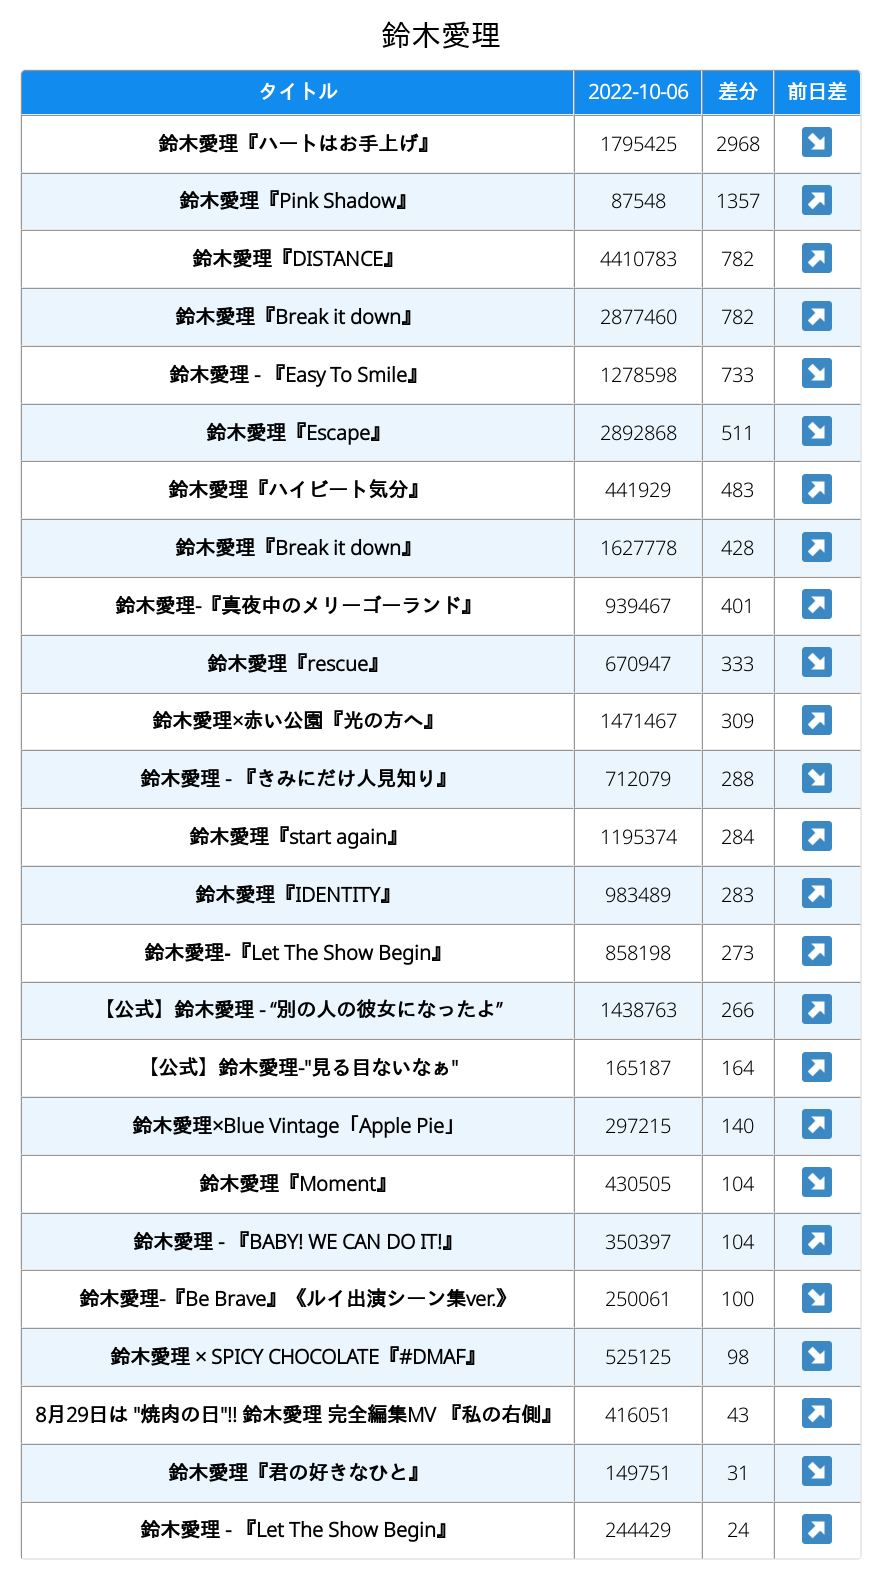 鈴木愛理
タイトル 2022-10-06 差分 前日差
鈴木愛理『ハートはお手上げ』 1795425 2968 ↘
鈴木愛理『Pink Shadow』 87548 1357 ↗
鈴木愛理『DISTANCE』 4410783 782 ↗
鈴木愛理『Break it down』 2877460 782 ↗
鈴木愛理 - 『Easy To Smile』 1278598 733 ↘
鈴木愛理『Escape』 2892868 511 ↘
鈴木愛理『ハイビート気分』 441929 483 ↗
鈴木愛理『Break it down』 1627778 428 ↗
鈴木愛理-『真夜中のメリーゴーランド』 939467 401 ↗
鈴木愛理『rescue』 670947 333 ↘
鈴木愛理×赤い公園『光の方へ』 1471467 309 ↗
鈴木愛理 - 『きみにだけ人見知り』 712079 288 ↘
鈴木愛理『start again』 1195374 284 ↗
鈴木愛理『IDENTITY』 983489 283 ↗
鈴木愛理-『Let The Show Begin』 858198 273 ↗
【公式】鈴木愛理 - “別の人の彼女になったよ” 1438763 266 ↗
【公式】鈴木愛理-"見る目ないなぁ" 165187 164 ↗
鈴木愛理×Blue Vintage「Apple Pie」 297215 140 ↗
鈴木愛理『Moment』 430505 104 ↘
鈴木愛理 - 『BABY! WE CAN DO IT!』 350397 104 ↗
鈴木愛理-『Be Brave』《ルイ出演シーン集ver.》 250061 100 ↘
鈴木愛理 × SPICY CHOCOLATE『#DMAF』 525125 98 ↘
8月29日は "焼肉の日"!! 鈴木愛理 完全編集MV 『私の右側』 416051 43 ↗
鈴木愛理『君の好きなひと』 149751 31 ↘
鈴木愛理 - 『Let The Show Begin』 244429 24 ↗